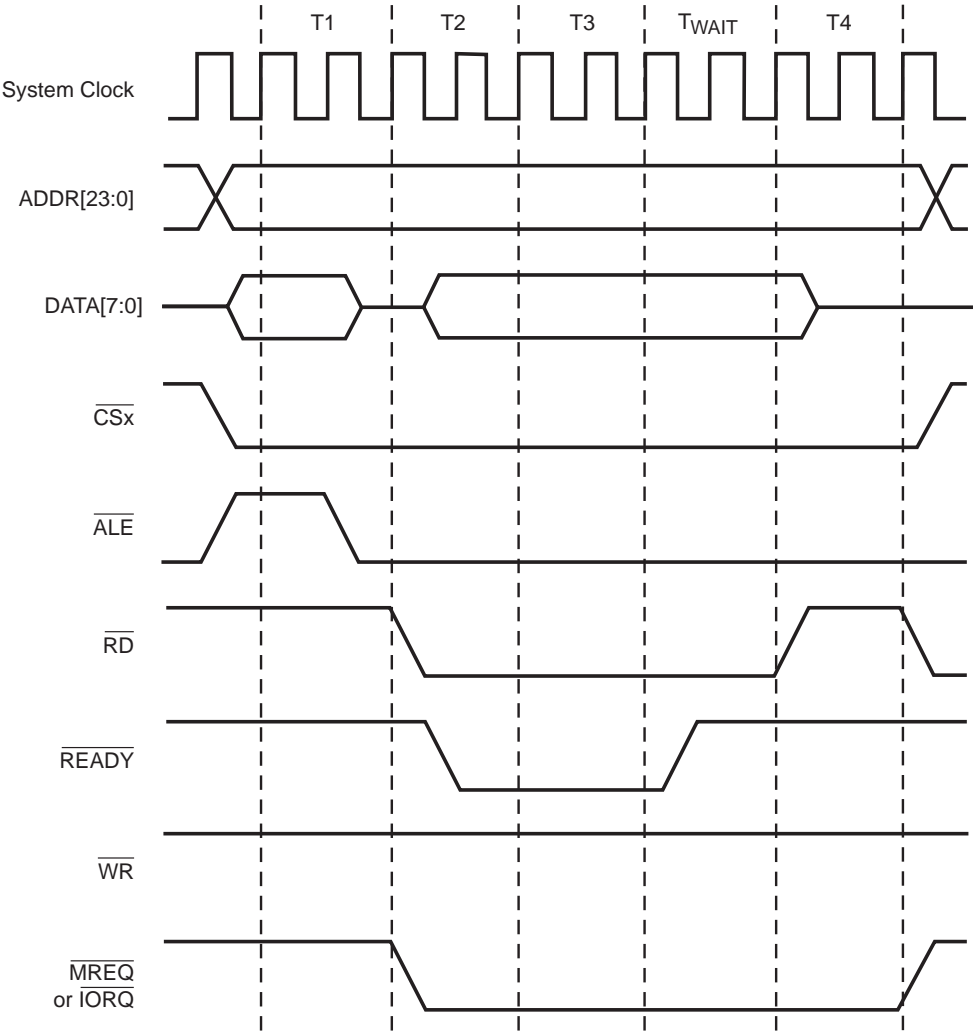 T1 T2 T3 TWAIT T4
System Clock
ADDR[23:0]
DATA[7:0]
CSx
ALE
RD
READY
WR
MREQ
or IORQ